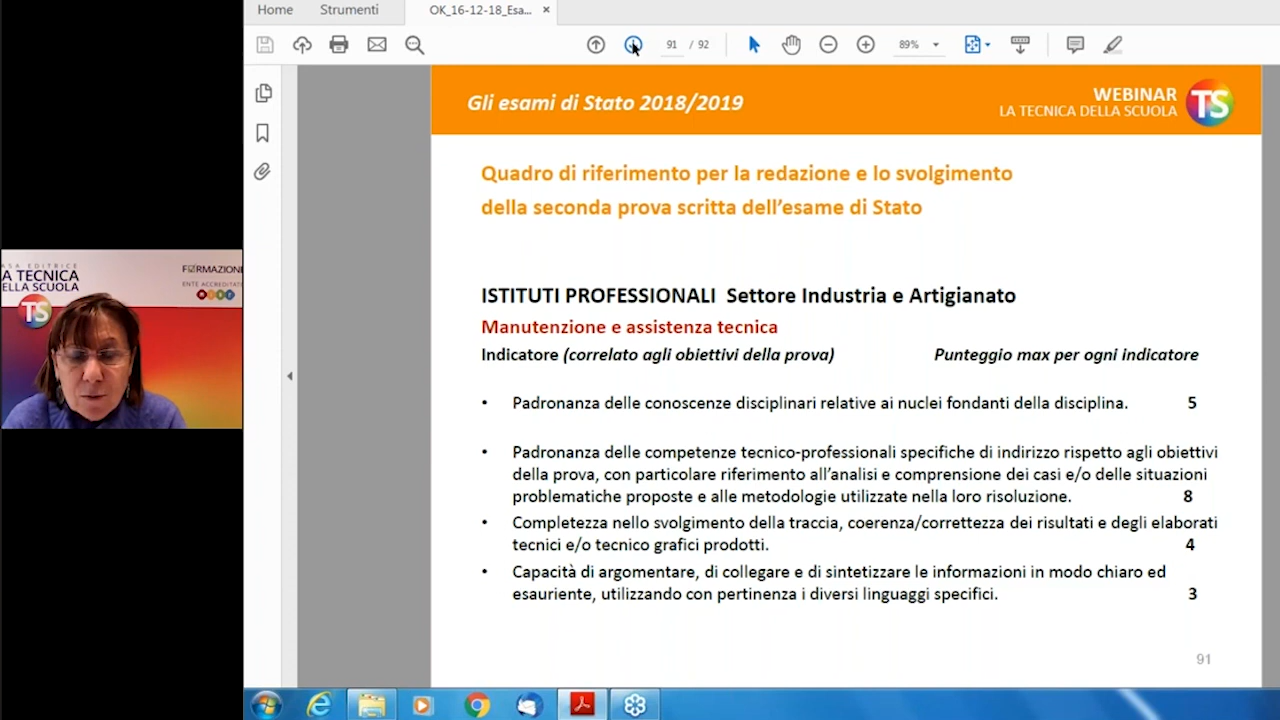 Home
Strumenti
OK_16-12-18_Esa...
91 / 92
89%
Gli esami di Stato 2018/2019
WEBINAR
LA TECNICA DELLA SCUOLA
TS
Quadro di riferimento per la redazione e lo svolgimento
della seconda prova scritta dell'esame di Stato
ISTITUTI PROFESSIONALI Settore Industria e Artigianato
Manutenzione e assistenza tecnica
Indicatore (correlato agli obiettivi della prova) Punteggio max per ogni indicatore
• Padronanza delle conoscenze disciplinari relative ai nuclei fondanti della disciplina. 5
• Padronanza delle competenze tecnico-professionali specifiche di indirizzo rispetto agli obiettivi
della prova, con particolare riferimento all'analisi e comprensione dei casi e/o delle situazioni
problematiche proposte e alle metodologie utilizzate nella loro risoluzione. 8
• Completezza nello svolgimento della traccia, coerenza/correttezza dei risultati e degli elaborati
tecnici e/o tecnico grafici prodotti. 4
• Capacità di argomentare, di collegare e di sintetizzare le informazioni in modo chiaro ed
esauriente, utilizzando con pertinenza i diversi linguaggi specifici. 3
91
ASA EDITRICE
A TECNICA
ELLA SCUOLA
TS
FORMAZIONE
ENTE ACCREDITAT